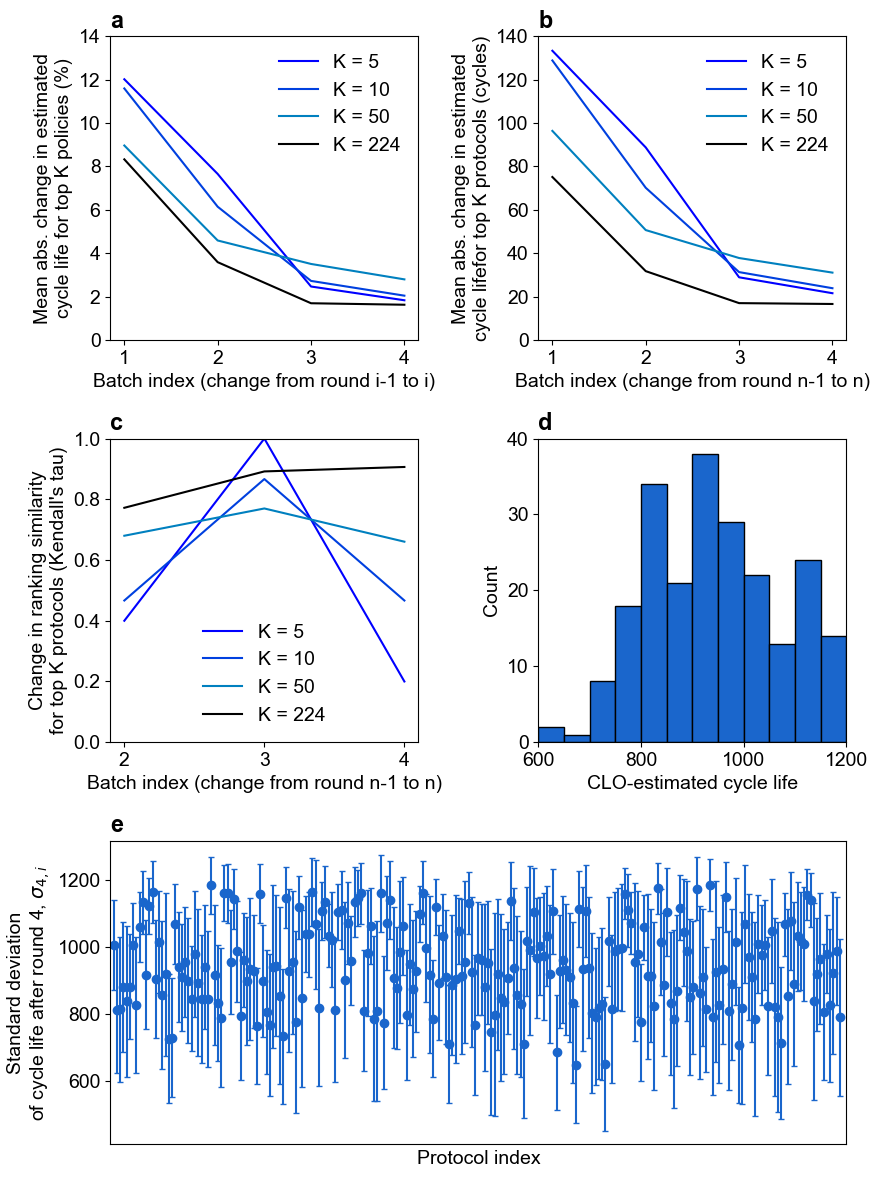 a
Mean abs. change in estimated
cycle life for top K policies (%)
14
12
10
8
6
4
2
0
K = 5
K = 10
K = 50
K = 224
1 2 3 4
Batch index (change from round i-1 to i)
b
Mean abs. change in estimated
cycle lifefor top K protocols (cycles)
140
120
100
80
60
40
20
0
K = 5
K = 10
K = 50
K = 224
1 2 3 4
Batch index (change from round n-1 to n)
c
Change in ranking similarity
for top K protocols (Kendall's tau)
1.0
0.8
0.6
0.4
0.2
0.0
K = 5
K = 10
K = 50
K = 224
2 3 4
Batch index (change from round n-1 to n)
d
Count
40
30
20
10
0
600 800 1000 1200
CLO-estimated cycle life
e
Standard deviation
of cycle life after round 4, σ4, i
1200
1000
800
600
Protocol index